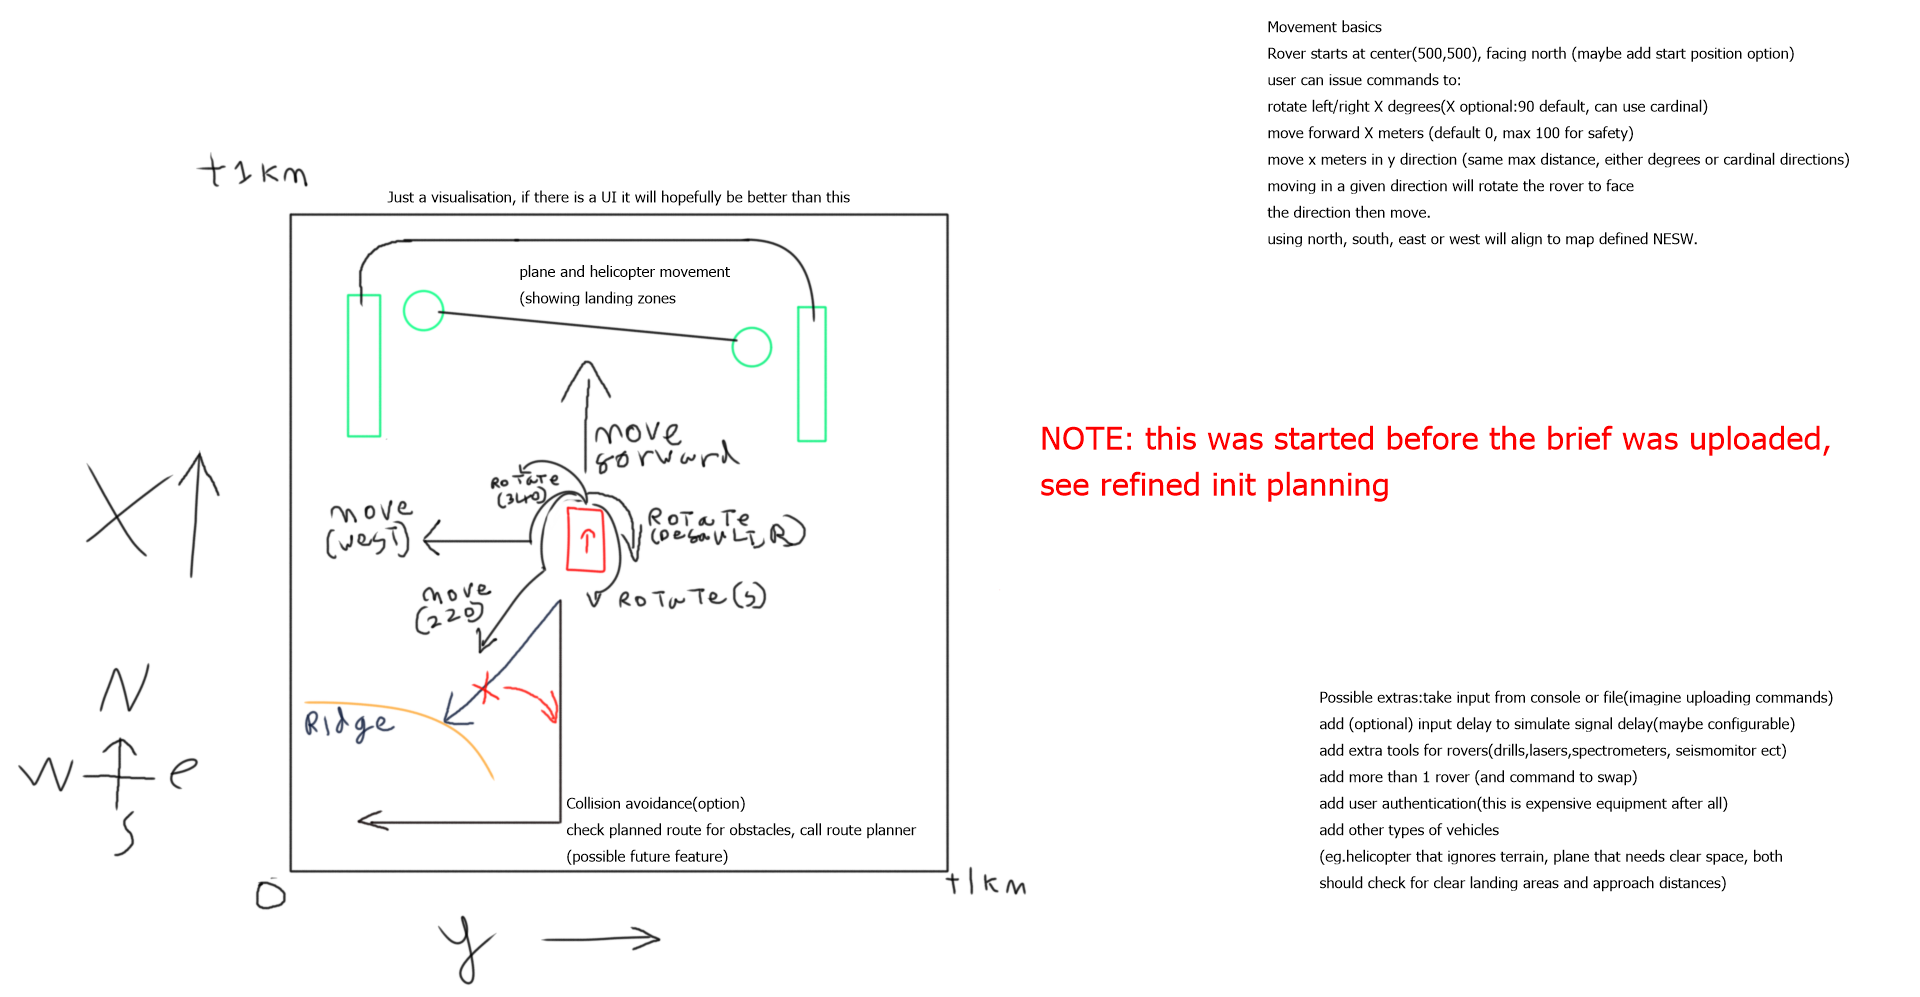 Movement basics
Rover starts at center(500,500), facing north (maybe add start position option)
user can issue commands to:
rotate left/right X degrees(X optional:90 default, can use cardinal)
move forward X meters (default 0, max 100 for safety)
move x meters in y direction (same max distance, either degrees or cardinal directions)
moving in a given direction will rotate the rover to face
the direction then move.
using north, south, east or west will align to map defined NESW.
+1km
Just a visualisation, if there is a UI it will hopefully be better than this
plane and helicopter movement
(showing landing zones
move
forward
NOTE: this was started before the brief was uploaded,
see refined init planning
X
Rotate
(340)
move
(west)
Rotate
(Default, R)
move
(220)
Rotate(s)
N
W e
S
Ridge
Possible extras:take input from console or file(imagine uploading commands)
add (optional) input delay to simulate signal delay(maybe configurable)
add extra tools for rovers(drills,lasers,spectrometers, seismomitor ect)
add more than 1 rover (and command to swap)
add user authentication(this is expensive equipment after all)
add other types of vehicles
(eg.helicopter that ignores terrain, plane that needs clear space, both
should check for clear landing areas and approach distances)
Collision avoidance(option)
check planned route for obstacles, call route planner
(possible future feature)
0
+1km
y